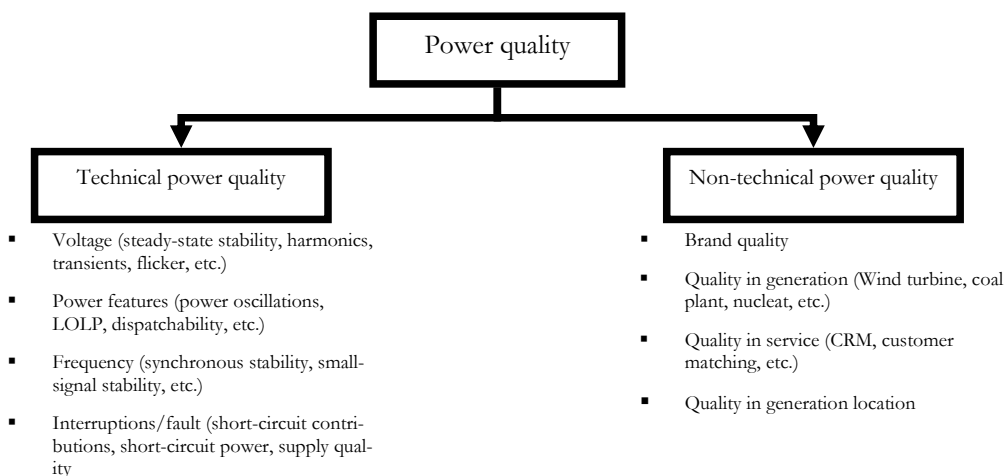 Power quality
Technical power quality
▪ Voltage (steady-state stability, harmonics,
transients, flicker, etc.)
▪ Power features (power oscillations,
LOLP, dispatchability, etc.)
▪ Frequency (synchronous stability, small-
signal stability, etc.)
▪ Interruptions/fault (short-circuit contri-
butions, short-circuit power, supply qual-
ity
Non-technical power quality
▪ Brand quality
▪ Quality in generation (Wind turbine, coal
plant, nucleat, etc.)
▪ Quality in service (CRM, customer
matching, etc.)
▪ Quality in generation location